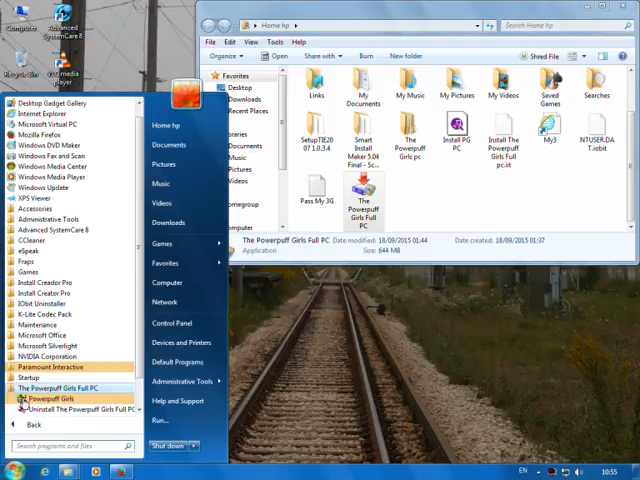 Computer
Advanced
SystemCare 8
Recycle Bin
VLC media
player
Home hp
Search Home hp
File
Edit
View
Tools
Help
Organize
Open
Share with
Burn
New folder
Shred File
Favorites
Desktop
Downloads
Recent Places
ibraries
Documents
Music
Pictures
Videos
omegroup
Links
My
Documents
My Music
My Pictures
My Videos
Saved
Games
Searches
SetupTIE20
07 1.0.3.4
Smart
Install Maker
5.04
Final - Sc...
The
Powerpuff
Girls pc
Install PG
PC
Install The
Powerpuff
Girls Full
pc.it
My3
NTUSER.DA
T.iobit
Pass My 3G
The
Powerpuff
Girls Full
PC
The Powerpuff Girls Full PC
Date modified: 18/09/2015 01:44
Date created: 18/09/2015 01:37
Application
Size: 644 MB
Desktop Gadget Gallery
Internet Explorer
Microsoft Virtual PC
Mozilla Firefox
Windows DVD Maker
Windows Fax and Scan
Windows Media Center
Windows Media Player
Windows Update
XPS Viewer
Accessories
Administrative Tools
Advanced SystemCare 8
CCleaner
eSpeak
Fraps
Games
Install Creador Pro
Install Creator Pro
IObit Uninstaller
K-Lite Codec Pack
Maintenance
Microsoft Office
Microsoft Silverlight
NVIDIA Corporation
Paramount Interactive
Startup
The Powerpuff Girls Full PC
Powerpuff Girls
Uninstall The Powerpuff Girls Full PC
Back
Search programs and files
Home hp
Documents
Pictures
Music
Videos
Downloads
Games
Favorites
Computer
Network
Control Panel
Devices and Printers
Default Programs
Administrative Tools
Help and Support
Run...
Shut down
EN
10:55